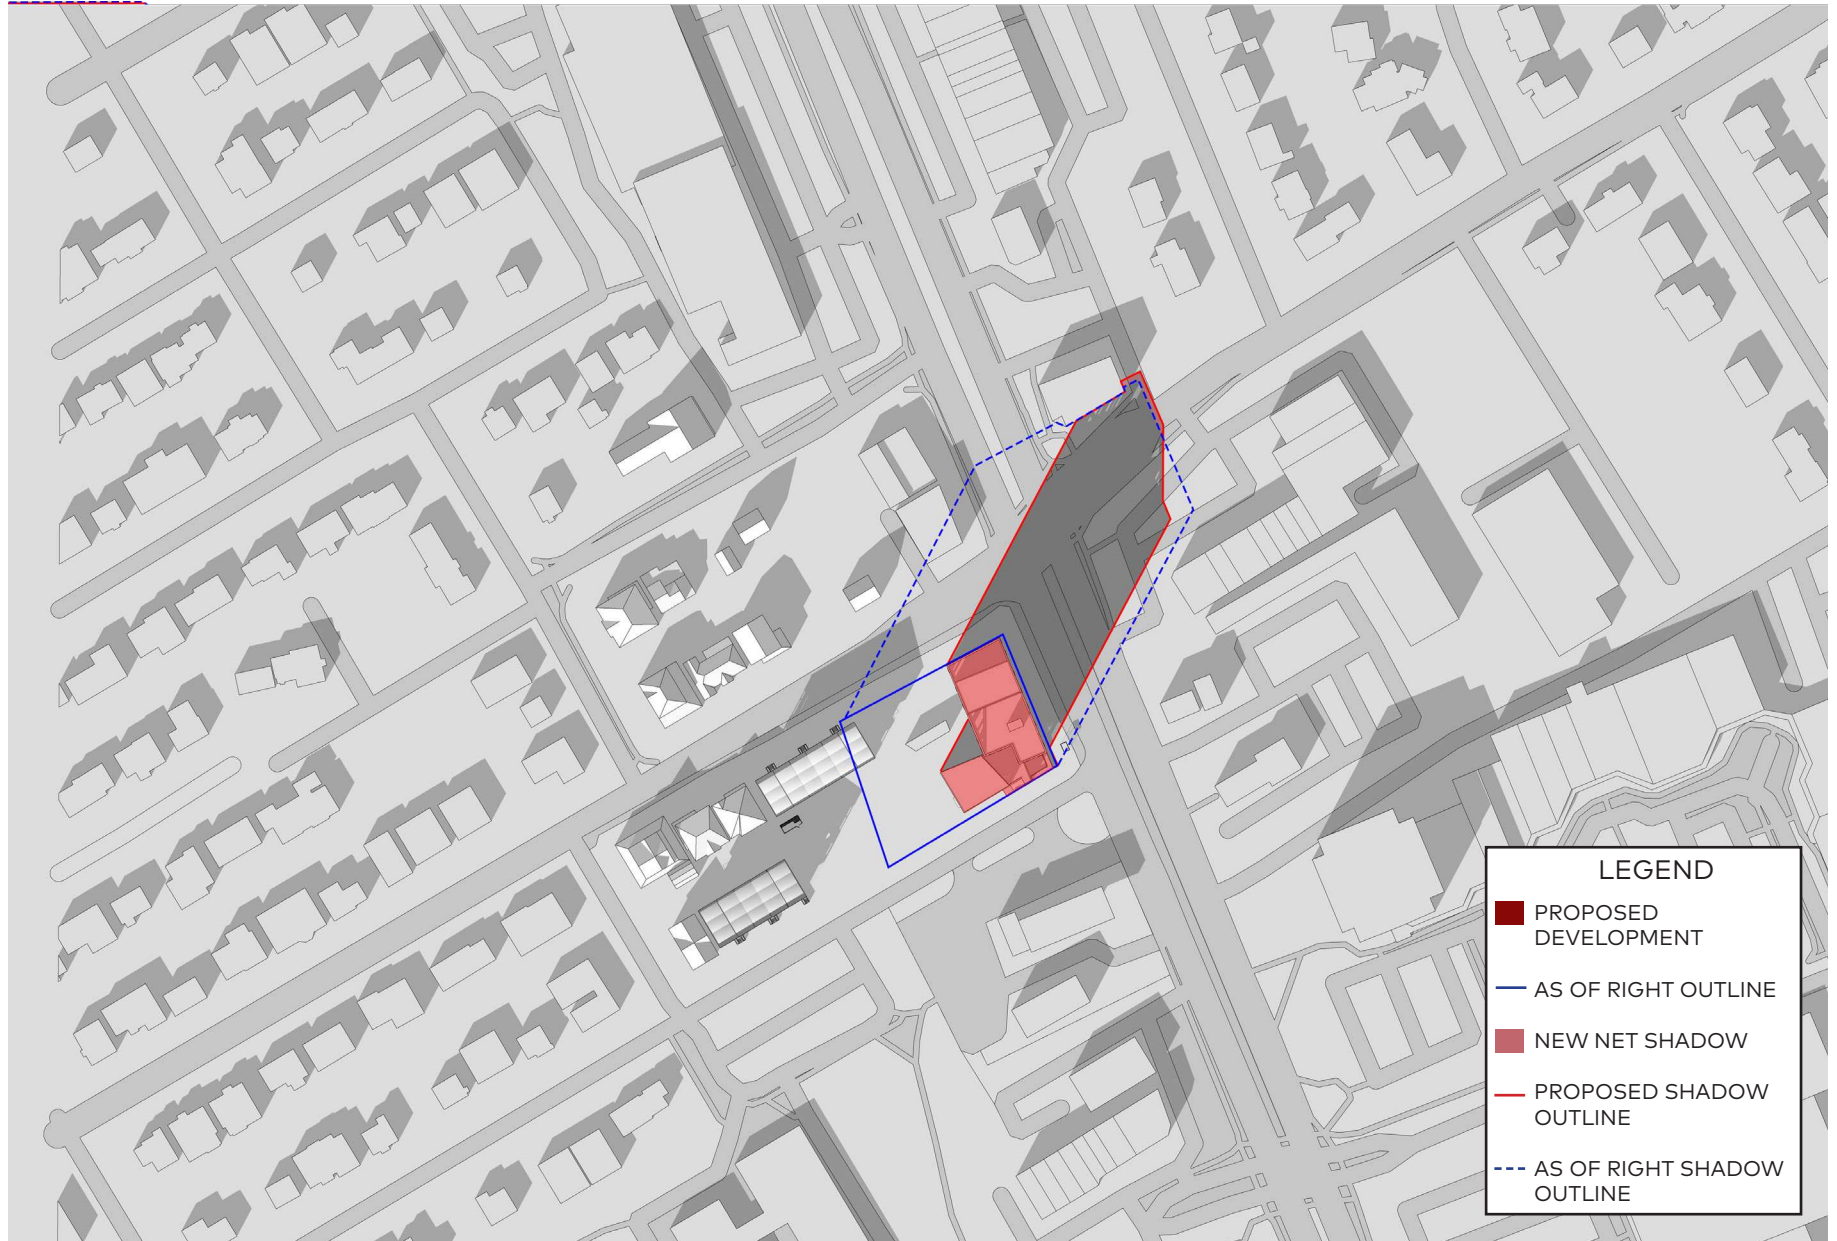 LEGEND
PROPOSED
DEVELOPMENT
AS OF RIGHT OUTLINE
NEW NET SHADOW
PROPOSED SHADOW
OUTLINE
AS OF RIGHT SHADOW
OUTLINE